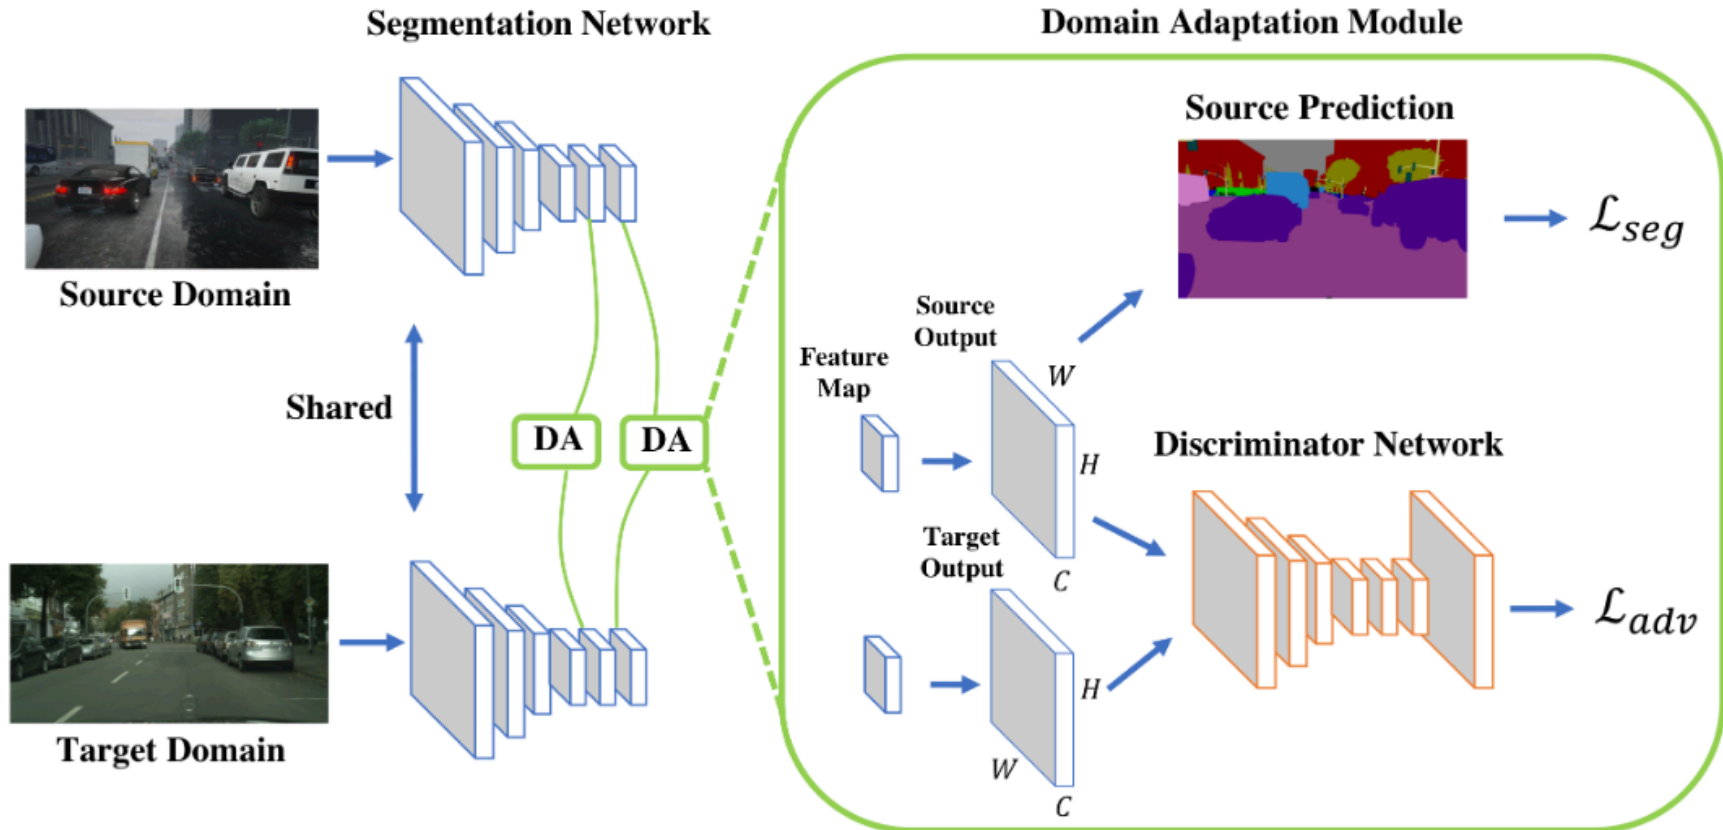 Segmentation Network
Domain Adaptation Module
Source Domain
Shared
Target Domain
DA
DA
Source Prediction
ℒseg
Source
Output
Feature
Map
W
H
C
Discriminator Network
Target
Output
H
W
C
ℒadv